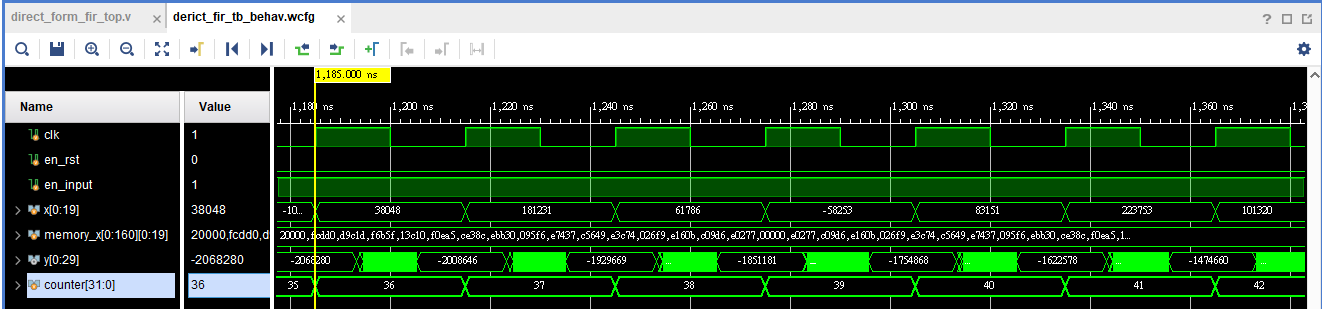 direct_form_fir_top.v × derict_fir_tb_behav.wcfg × ?
1,185.000 ns
1,180 1,200 ns 1,220 ns 1,240 ns 1,260 ns 1,280 ns 1,300 ns 1,320 ns 1,340 ns 1,360 ns 1,3
Name Value
clk 1
en_rst 0
en_input 1
x[0:19] 38048 -10... 38048 181231 61786 -58253 83151 223753 101320
memory_x[0:160][0:19] 20000,fcdd0,d 20000,fcdd0,d9c1d,f6b5f,13c10,f0ea5,ce38c,ebb30,095f6,e7437,c5649,e3c74,026f9,e160b,c09d6,e0277,00000,e0277,c09d6,e160b,026f9,e3c74,c5649,e7437,095f6,ebb30,ce38c,f0ea5,1...
y[0:29] -2068280 -2068280 ... -2008646 ... -1929669 ... -1851181 ... -1754868 ... -1622578 ... -1474660 ...
counter[31:0] 36 35 36 37 38 39 40 41 42